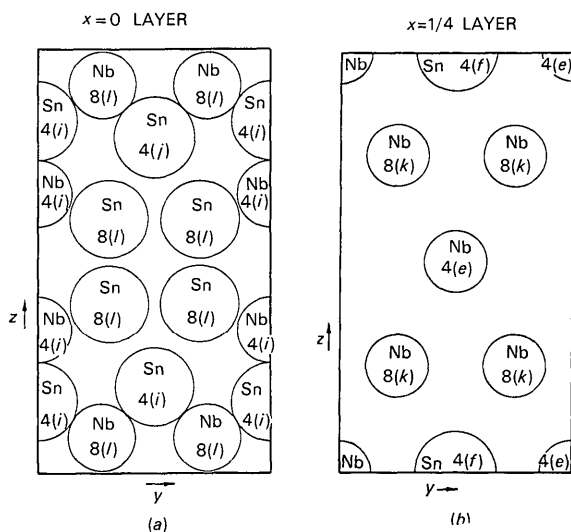 x=0 LAYER
Nb Nb
8(l) 8(l)
Sn Sn
Sn
4(i) 4(i)
4(j)
Nb Nb
4(i) 4(i)
Sn Sn
8(l) 8(l)
Sn Sn
8(l) 8(l)
z
Nb Nb
4(i) 4(i)
Sn
4(i)
Sn Sn
4(i) 4(i)
Nb Nb
8(l) 8(l)
y
(a)
x=1/4 LAYER
Nb Sn 4(f) 4(e)
Nb Nb
8(k) 8(k)
Nb
4(e)
z
Nb Nb
8(k) 8(k)
Nb Sn 4(f) 4(e)
y
(b)